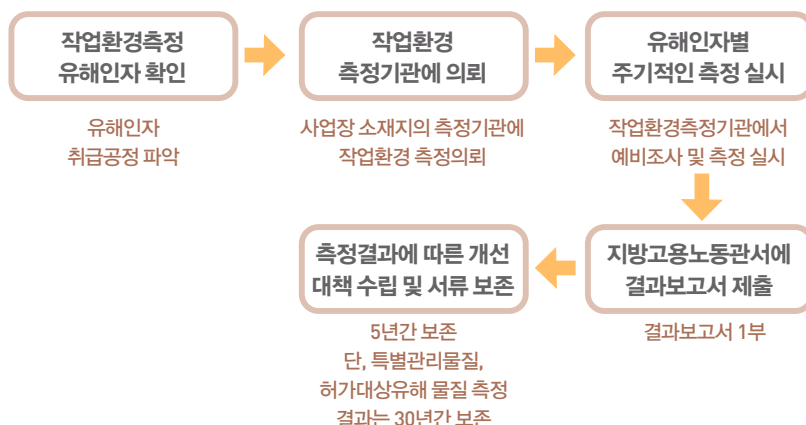 작업환경측정
유해인자 확인
유해인자
취급공정 파악
작업환경
측정기관에 의뢰
사업장 소재지의 측정기관에
작업환경 측정의뢰
유해인자별
주기적인 측정 실시
작업환경측정기관에서
예비조사 및 측정 실시
지방고용노동관서에
결과보고서 제출
결과보고서 1부
측정결과에 따른 개선
대책 수립 및 서류 보존
5년간 보존
단, 특별관리물질,
허가대상유해 물질 측정
결과는 30년간 보존